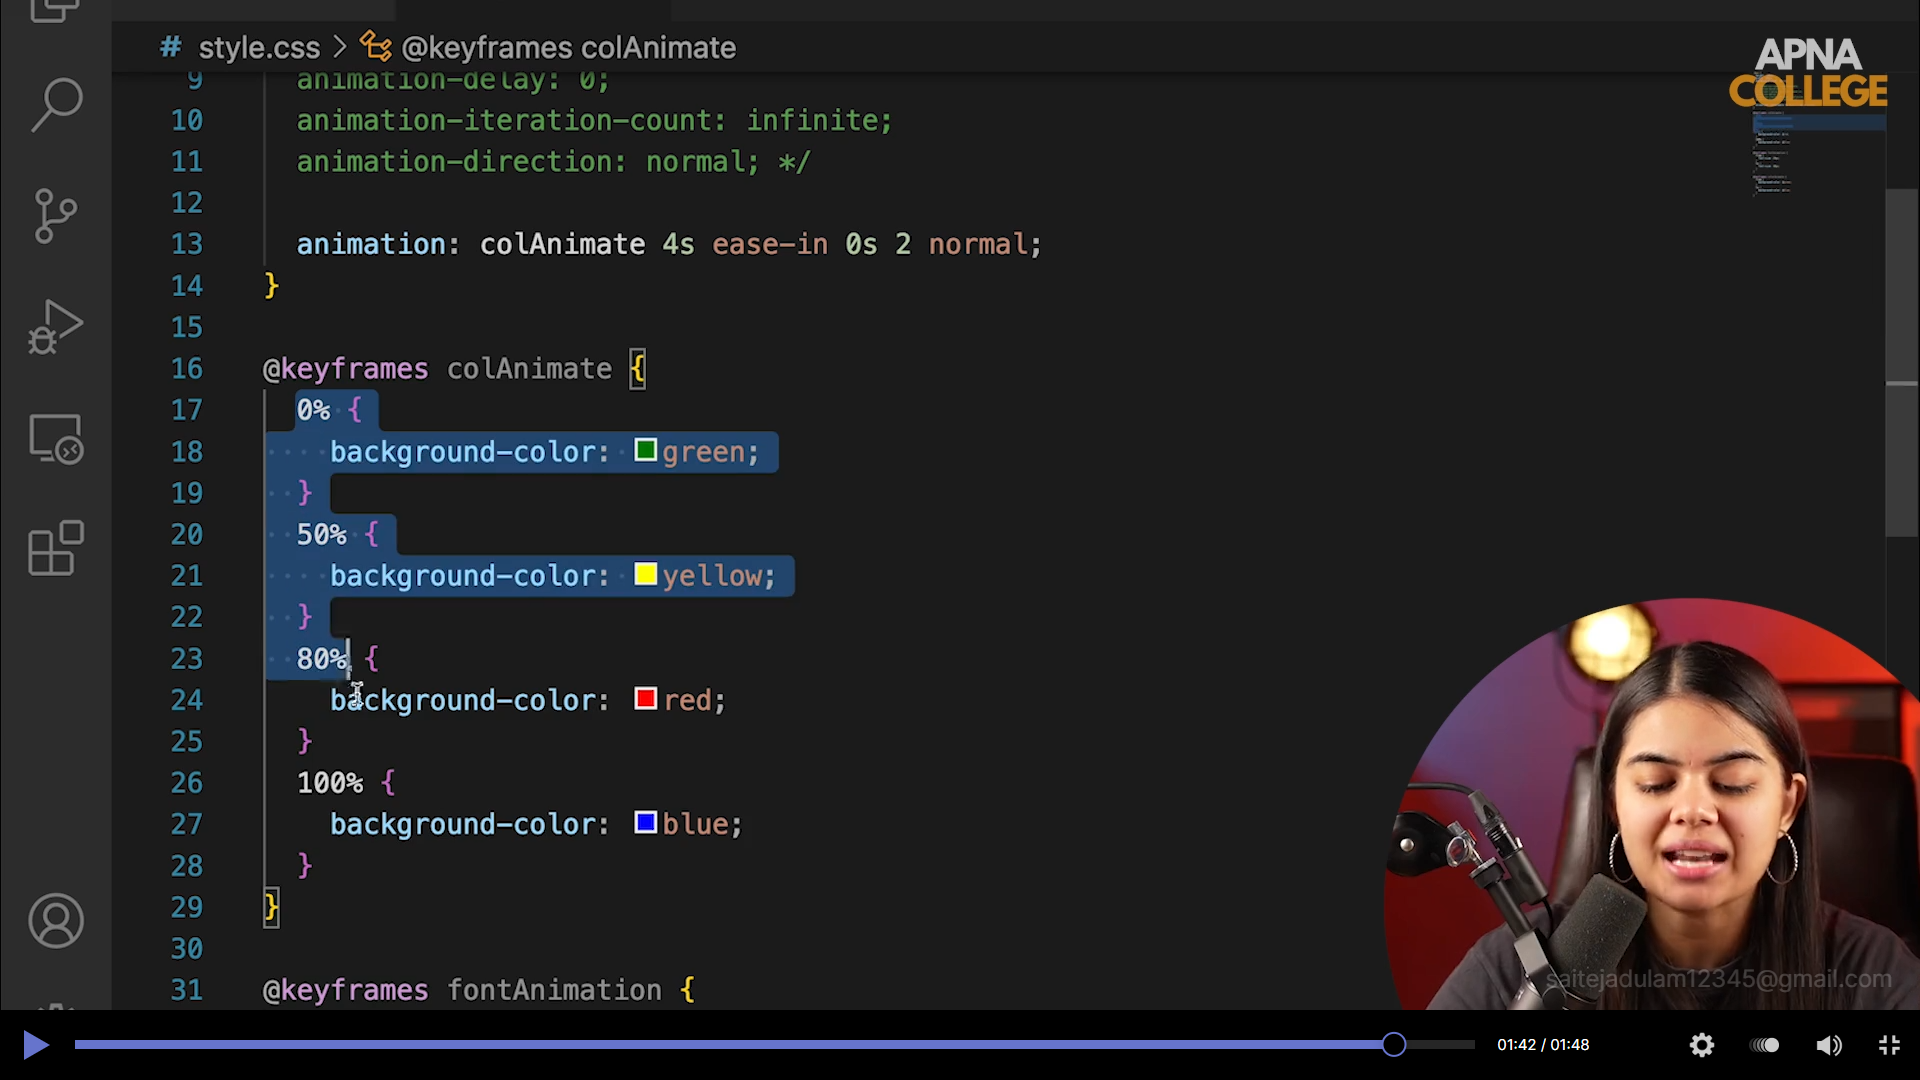 # style.css > @keyframes colAnimate
APNA
COLLEGE
9 animation-delay: 0;
10 animation-iteration-count: infinite;
11 animation-direction: normal; */
12
13 animation: colAnimate 4s ease-in 0s 2 normal;
14 }
15
16 @keyframes colAnimate {
17 0% {
18 background-color: green;
19 }
20 50% {
21 background-color: yellow;
22 }
23 80% {
24 background-color: red;
25 }
26 100% {
27 background-color: blue;
28 }
29 }
30
31 @keyframes fontAnimation {
saitejadulam12345@gmail.com
01:42 / 01:48